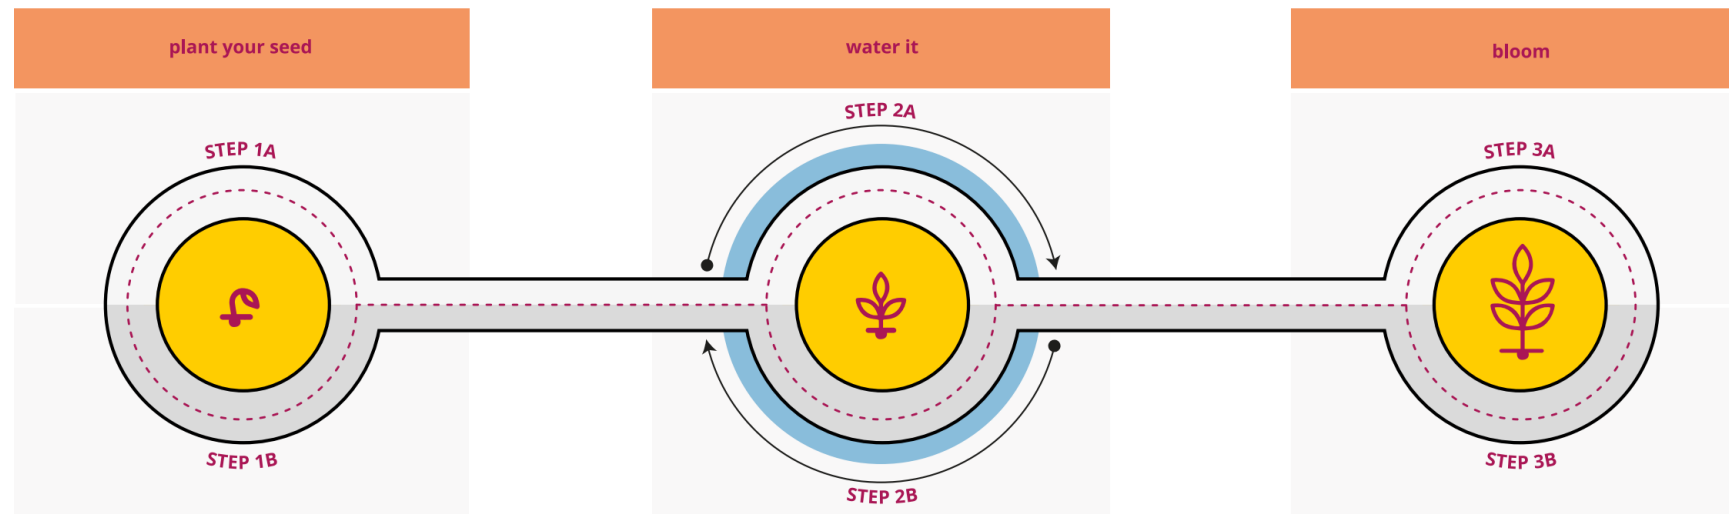 plant your seed
water it
bloom
STEP 1A
STEP 2A
STEP 3A
STEP 1B
STEP 2B
STEP 3B